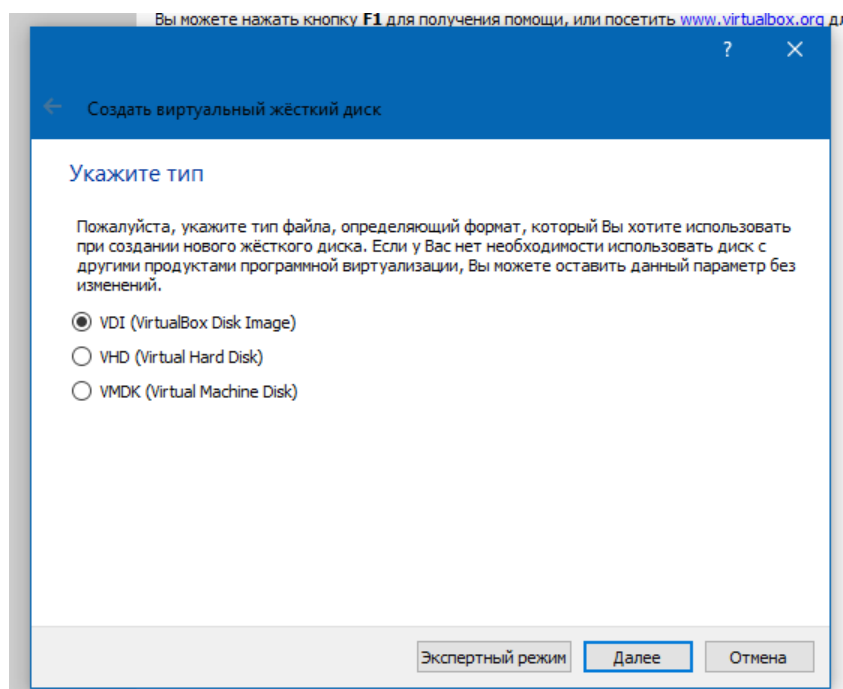 Вы можете нажать кнопку F1 для получения помощи, или посетить www.virtualbox.org дл
?
Создать виртуальный жёсткий диск
Укажите тип
Пожалуйста, укажите тип файла, определяющий формат, который Вы хотите использовать
при создании нового жёсткого диска. Если у Вас нет необходимости использовать диск с
другими продуктами программной виртуализации, Вы можете оставить данный параметр без
изменений.
VDI (VirtualBox Disk Image)
VHD (Virtual Hard Disk)
VMDK (Virtual Machine Disk)
Экспертный режим Далее Отмена